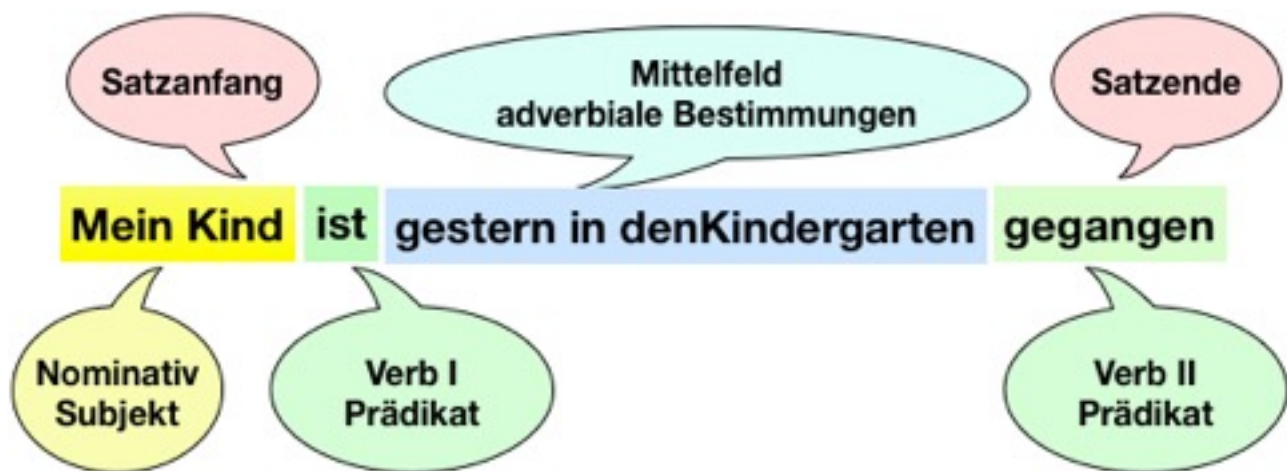 Satzanfang
Mittelfeld
adverbiale Bestimmungen
Satzende
Mein Kind ist gestern in denKindergarten gegangen
Nominativ
Subjekt
Verb I
Prädikat
Verb II
Prädikat